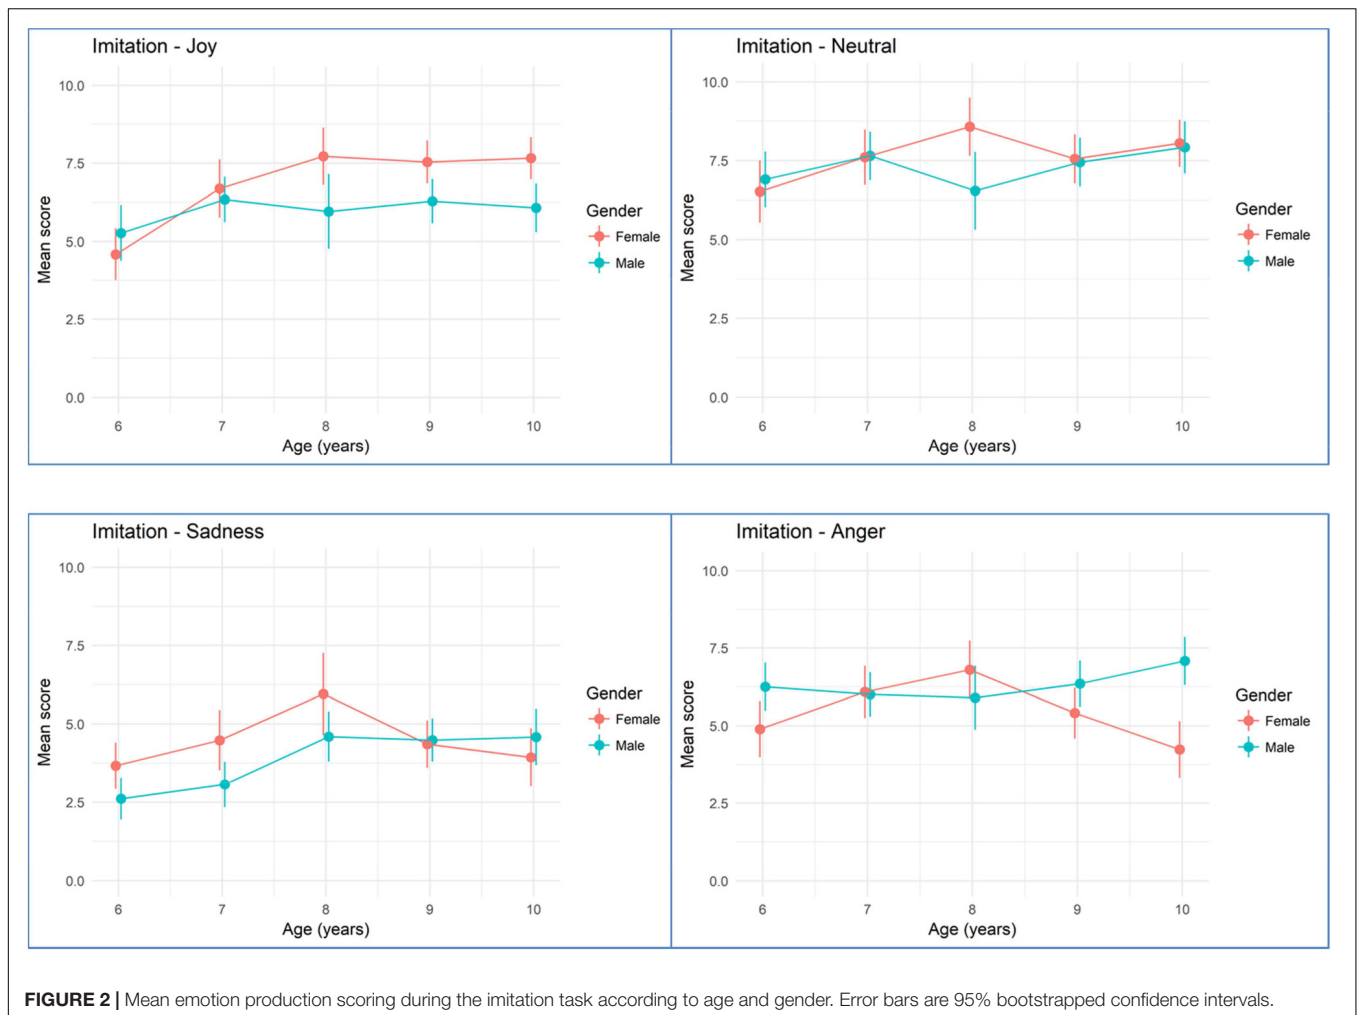 Imitation - Joy
10.0
7.5
5.0
2.5
0.0
Mean score
6 7 8 9 10
Age (years)
Gender
Female
Male
Imitation - Neutral
10.0
7.5
5.0
2.5
0.0
Mean score
6 7 8 9 10
Age (years)
Gender
Female
Male
Imitation - Sadness
10.0
7.5
5.0
2.5
0.0
Mean score
6 7 8 9 10
Age (years)
Gender
Female
Male
Imitation - Anger
10.0
7.5
5.0
2.5
0.0
Mean score
6 7 8 9 10
Age (years)
Gender
Female
Male
FIGURE 2 | Mean emotion production scoring during the imitation task according to age and gender. Error bars are 95% bootstrapped confidence intervals.